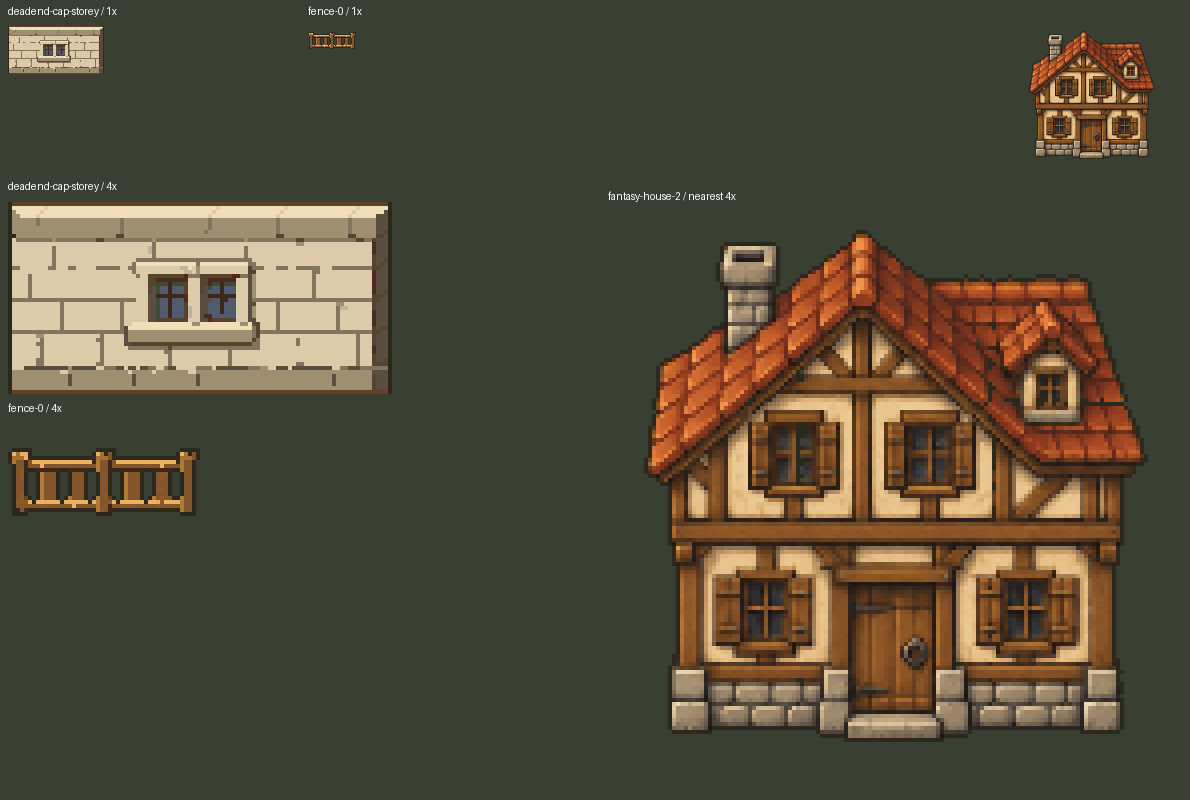 deadend-cap-storey / 1x
fence-0 / 1x
deadend-cap-storey / 4x
fantasy-house-2 / nearest 4x
fence-0 / 4x